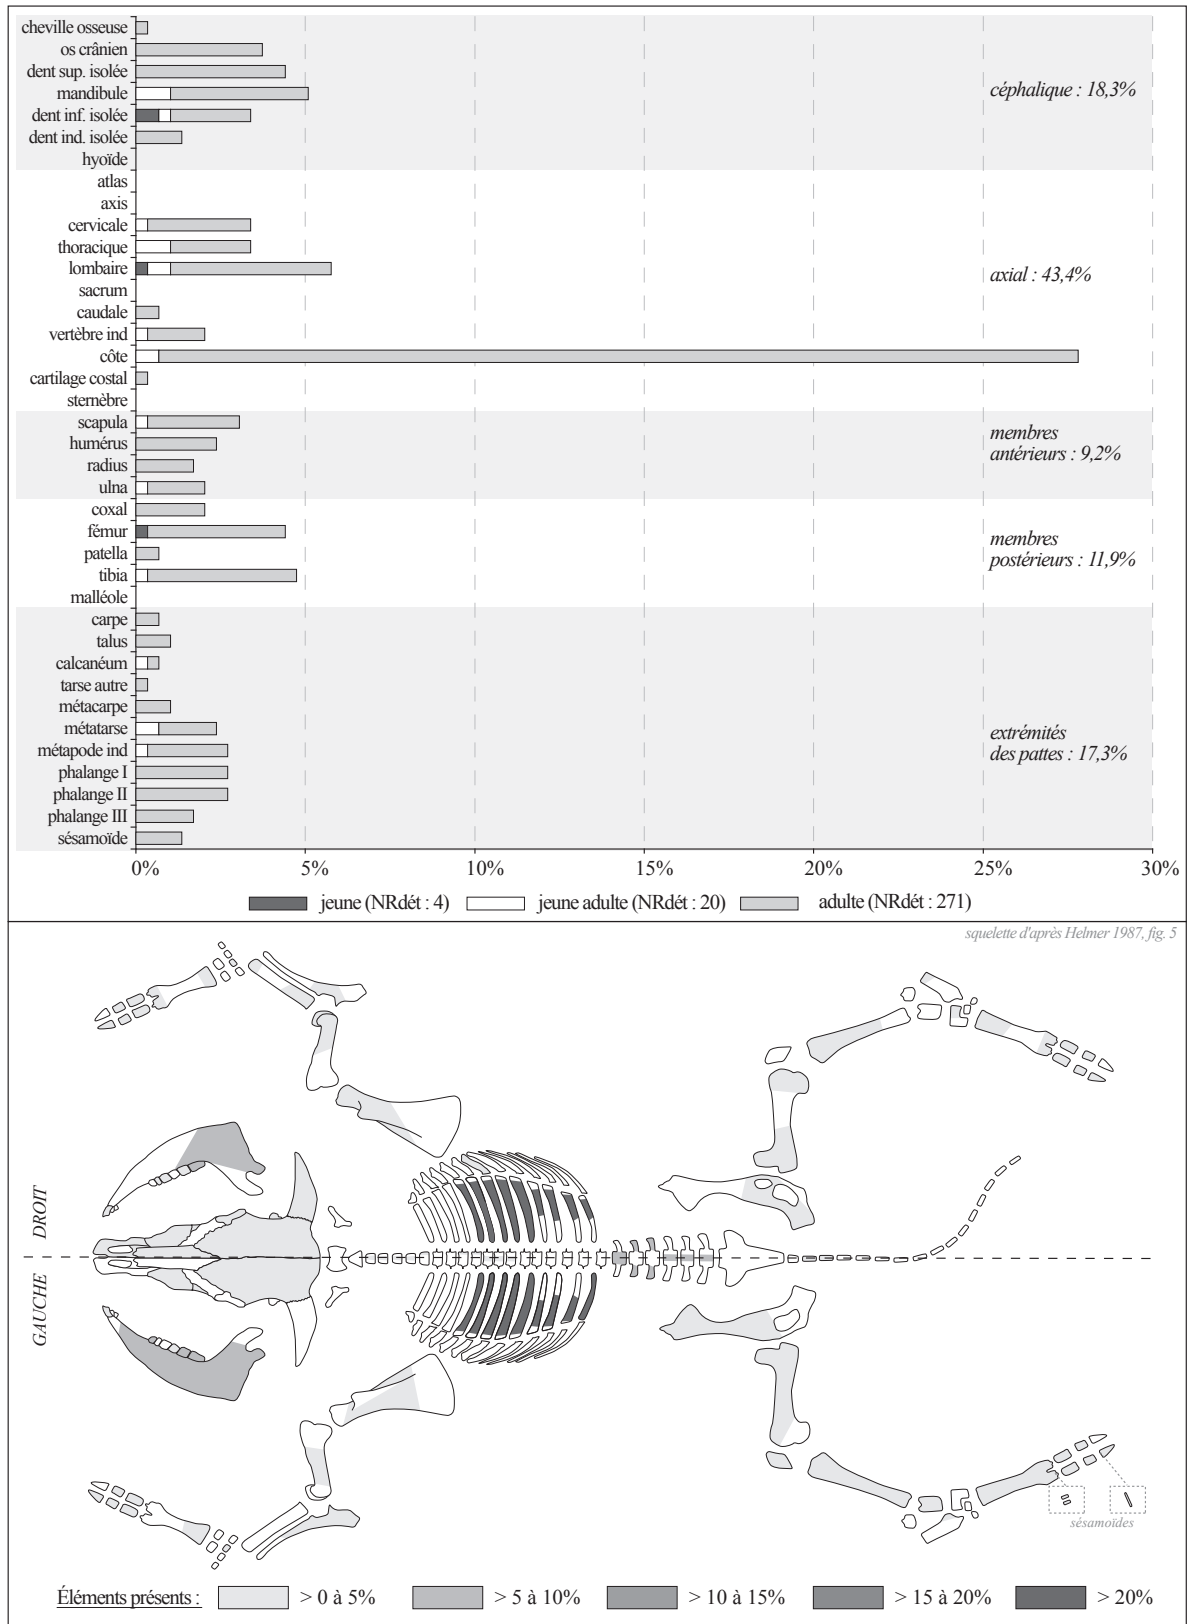 cheville osseuse
os crânien
dent sup. isolée
mandibule
dent inf. isolée
dent ind. isolée
hyoïde
céphalique : 18,3%
atlas
axis
cervicale
thoracique
lombaire
sacrum
caudale
vertèbre ind
côte
cartilage costal
sternèbre
axial : 43,4%
scapula
humérus
radius
ulna
membres
antérieurs : 9,2%
coxal
fémur
patella
tibia
malléole
membres
postérieurs : 11,9%
carpe
talus
calcanéum
tarse autre
métacarpe
métatarse
métapode ind
phalange I
phalange II
phalange III
sésamoïde
extrémités
des pattes : 17,3%
0% 5% 10% 15% 20% 25% 30%
jeune (NRdét : 4) jeune adulte (NRdét : 20) adulte (NRdét : 271)
squelette d'après Helmer 1987, fig. 5
DROIT
GAUCHE
sésamoïdes
Éléments présents : > 0 à 5% > 5 à 10% > 10 à 15% > 15 à 20% > 20%